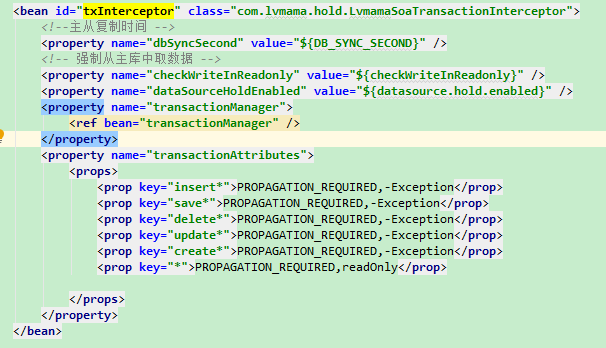 <bean id="txInterceptor" class="com.lvmama.hold.LvmamaSoaTransactionInterceptor">
<!--主从复制时间 -->
<property name="dbSyncSecond" value="${DB_SYNC_SECOND}" />
<!-- 强制从主库中取数据 -->
<property name="checkWriteInReadonly" value="${checkWriteInReadonly}" />
<property name="dataSourceHoldEnabled" value="${datasource.hold.enabled}" />
<property name="transactionManager">
<ref bean="transactionManager" />
</property>
<property name="transactionAttributes">
<props>
<prop key="insert*">PROPAGATION_REQUIRED,-Exception</prop>
<prop key="save*">PROPAGATION_REQUIRED,-Exception</prop>
<prop key="delete*">PROPAGATION_REQUIRED,-Exception</prop>
<prop key="update*">PROPAGATION_REQUIRED,-Exception</prop>
<prop key="create*">PROPAGATION_REQUIRED,-Exception</prop>
<prop key="*">PROPAGATION_REQUIRED,readOnly</prop>
</props>
</property>
</bean>